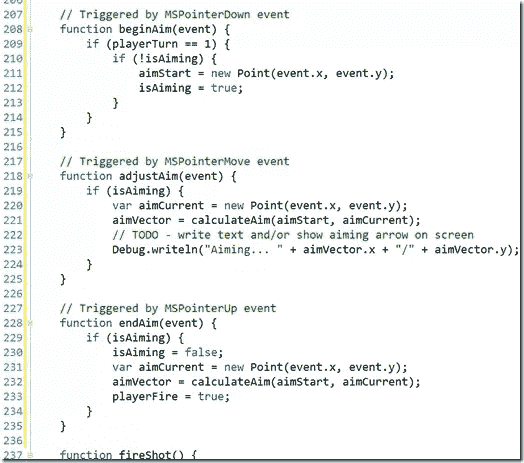 206
207 // Triggered by MSPointerDown event
208 function beginAim(event) {
209 if (playerTurn == 1) {
210 if (!isAiming) {
211 aimStart = new Point(event.x, event.y);
212 isAiming = true;
213 }
214 }
215 }
216
217 // Triggered by MSPointerMove event
218 function adjustAim(event) {
219 if (isAiming) {
220 var aimCurrent = new Point(event.x, event.y);
221 aimVector = calculateAim(aimStart, aimCurrent);
222 // TODO - write text and/or show aiming arrow on screen
223 Debug.writeln("Aiming... " + aimVector.x + "/" + aimVector.y);
224 }
225 }
226
227 // Triggered by MSPointerUp event
228 function endAim(event) {
229 if (isAiming) {
230 isAiming = false;
231 var aimCurrent = new Point(event.x, event.y);
232 aimVector = calculateAim(aimStart, aimCurrent);
233 playerFire = true;
234 }
235 }
236
237 function fireShot() {